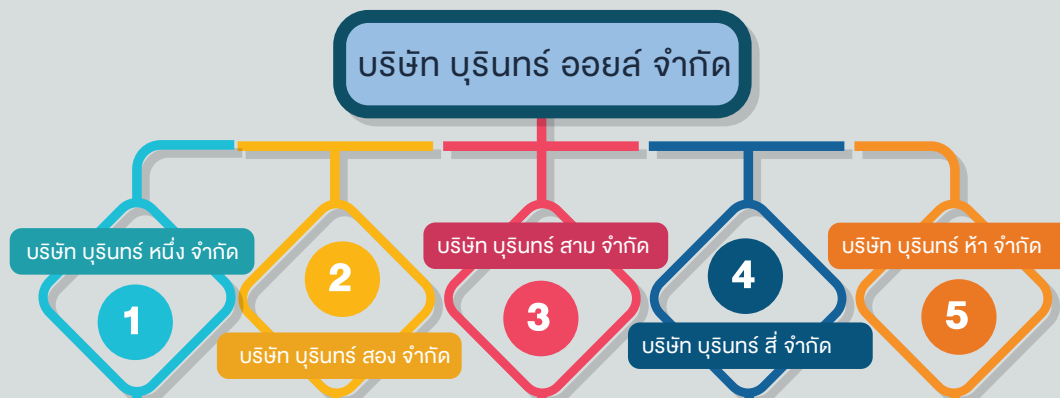 บริษัท บุรินทร์ ออยล์ จำกัด
บริษัท บุรินทร์ หนึ่ง จำกัด
1
2
บริษัท บุรินทร์ สอง จำกัด
บริษัท บุรินทร์ สาม จำกัด
3
4
บริษัท บุรินทร์ สี่ จำกัด
บริษัท บุรินทร์ ห้า จำกัด
5